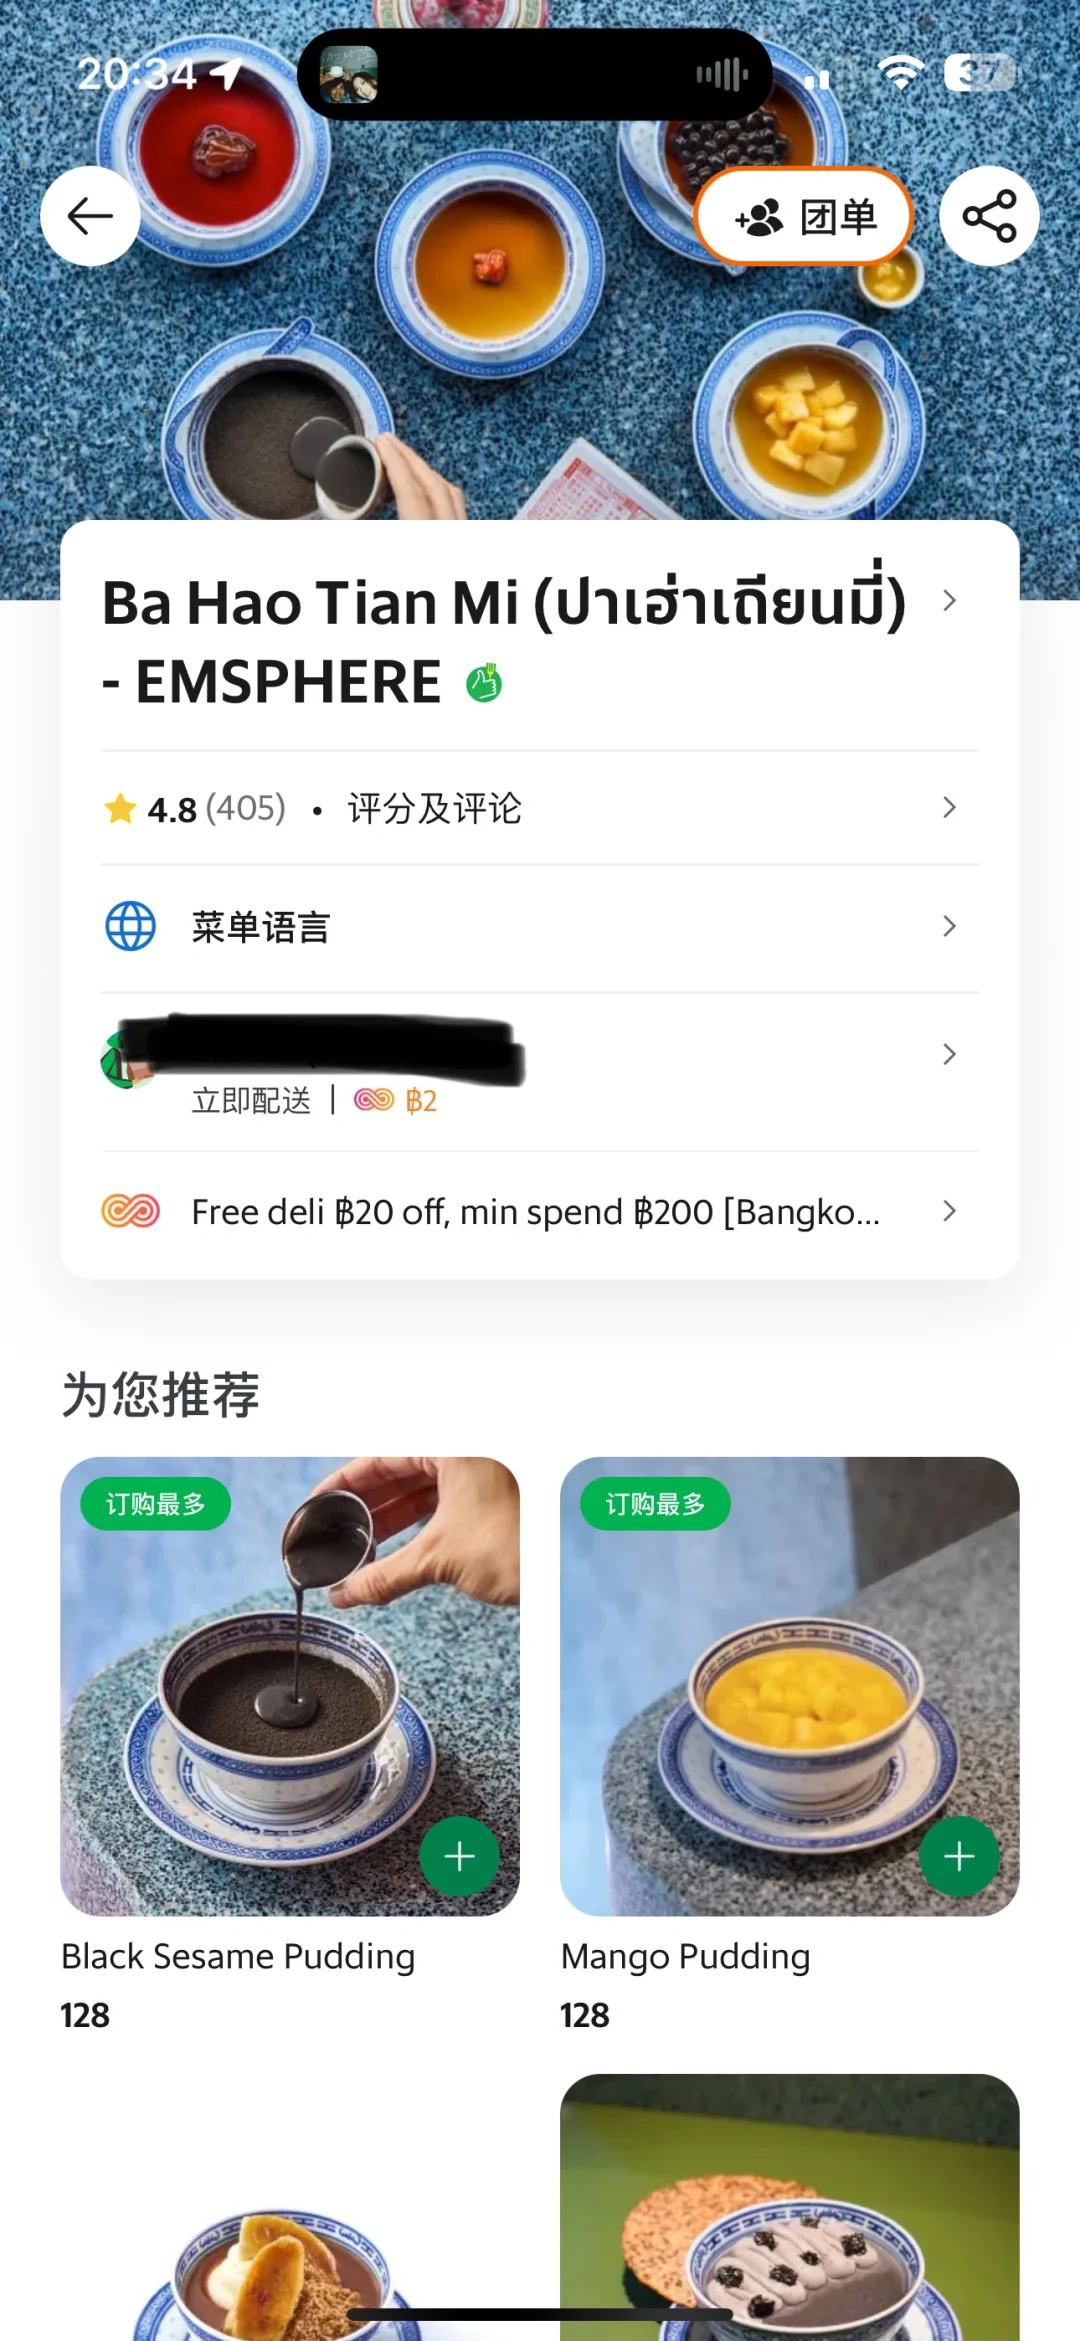 20:34
37
团单
Ba Hao Tian Mi (ปาเฮ่าเถียนมี่)
- EMSPHERE
4.8 (405) • 评分及评论
菜单语言
立即配送 | ฿2
Free deli ฿20 off, min spend ฿200 [Bangko...
为您推荐
订购最多
订购最多
Black Sesame Pudding
Mango Pudding
128
128